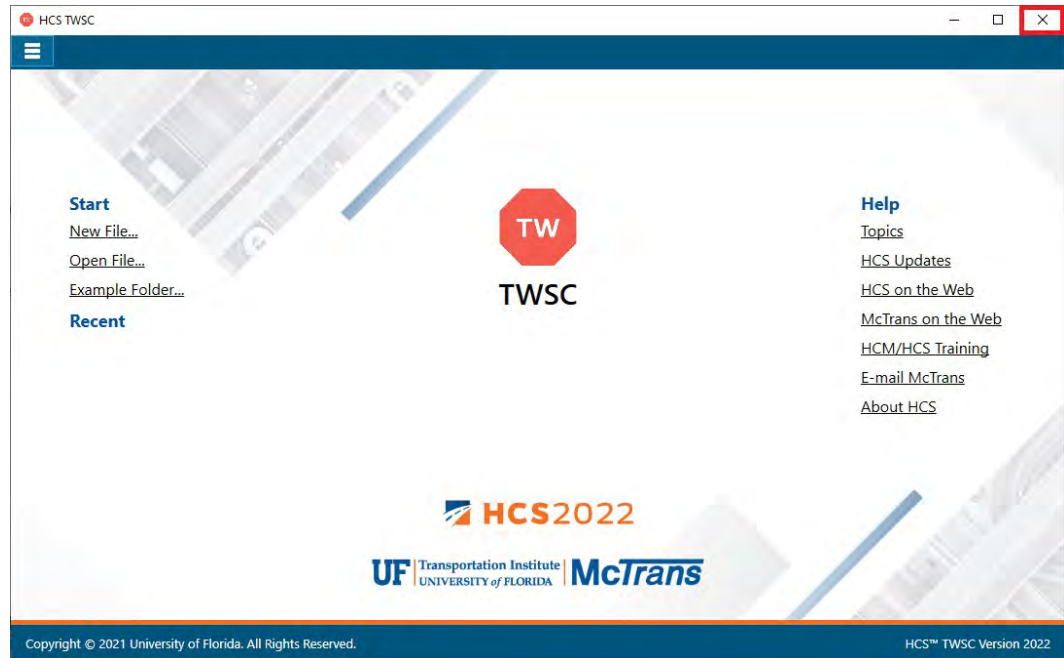 HCS TWSC
Start
New File...
Open File...
Example Folder...
Recent
TW
TWSC
Help
Topics
HCS Updates
HCS on the Web
McTrans on the Web
HCM/HCS Training
E-mail McTrans
About HCS
HCS2022
UF Transportation Institute
UNIVERSITY of FLORIDA
McTrans
Copyright © 2021 University of Florida. All Rights Reserved.
HCS™ TWSC Version 2022